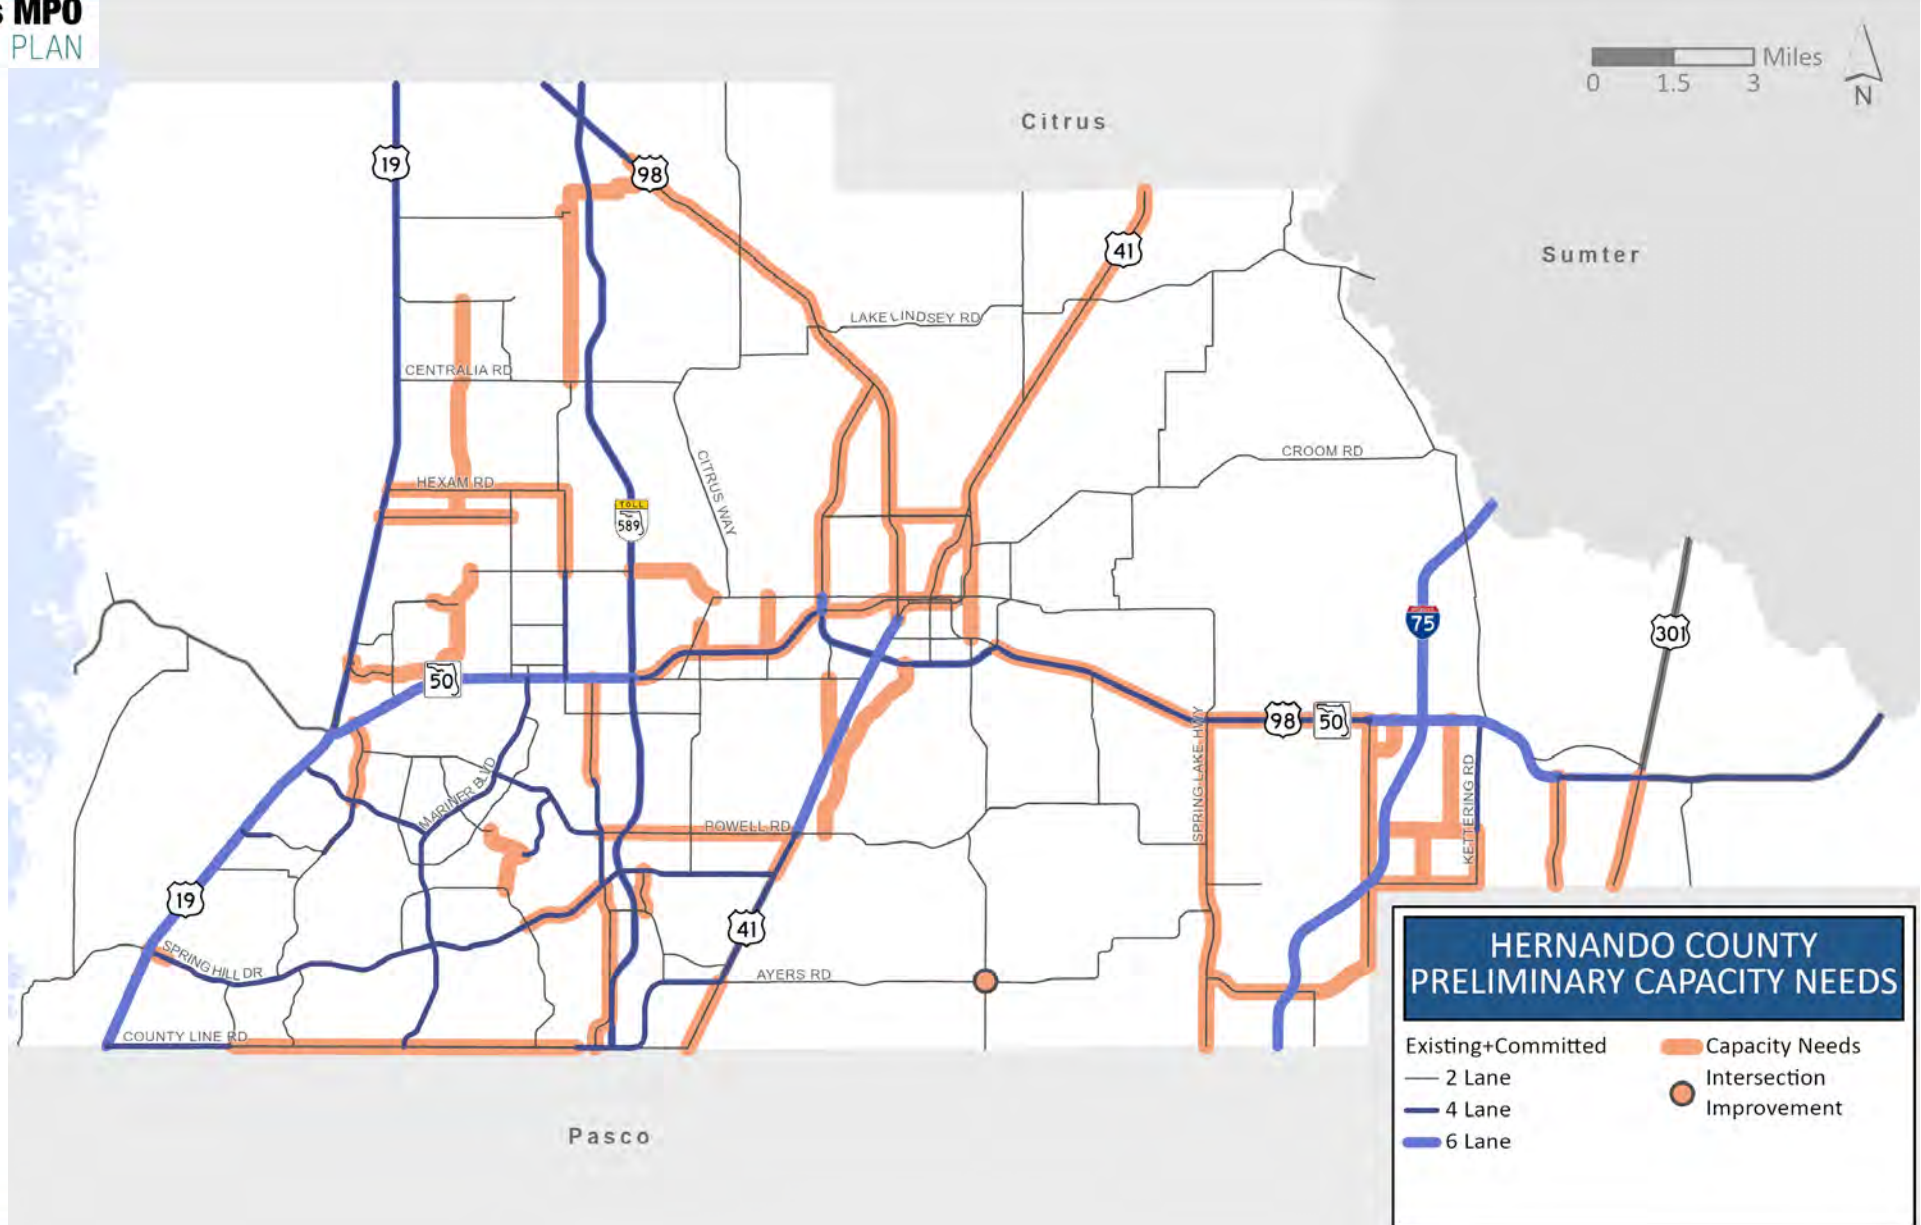 s MPO
PLAN
Miles
0 1.5 3
N
Citrus
19
98
41
Sumter
LAKE LINDSEY RD
CENTRALIA RD
CITRUS WAY
CROOM RD
HEXAM RD
TOLL
589
75
301
50
98
50
SPRING LAKE HWY
MARINER BLVD
KETTERING RD
POWELL RD
19
41
SPRING HILL DR
AYERS RD
COUNTY LINE RD
Pasco
HERNANDO COUNTY
PRELIMINARY CAPACITY NEEDS
Existing+Committed
2 Lane
4 Lane
6 Lane
Capacity Needs
Intersection
Improvement